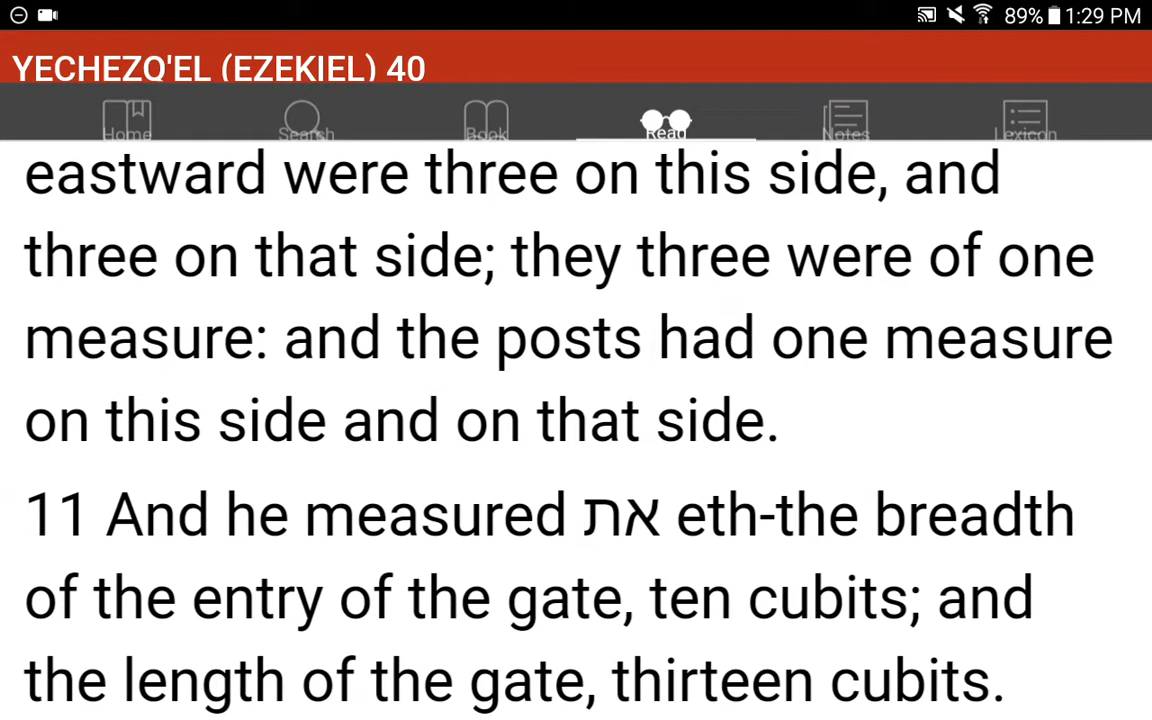 89% 1:29 PM
YECHEZQ'EL (EZEKIEL) 40
Home Search Book Read Notes Lexicon
eastward were three on this side, and
three on that side; they three were of one
measure: and the posts had one measure
on this side and on that side.
11 And he measured את eth-the breadth
of the entry of the gate, ten cubits; and
the length of the gate, thirteen cubits.